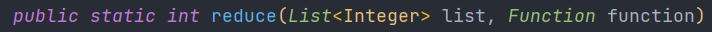 public static int reduce(List<Integer> list, Function function)